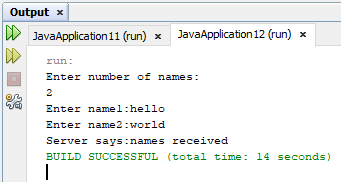 Output ×
JavaApplication11 (run) × JavaApplication12 (run) ×
run:
Enter number of names:
2
Enter name1:hello
Enter name2:world
Server says:names received
BUILD SUCCESSFUL (total time: 14 seconds)